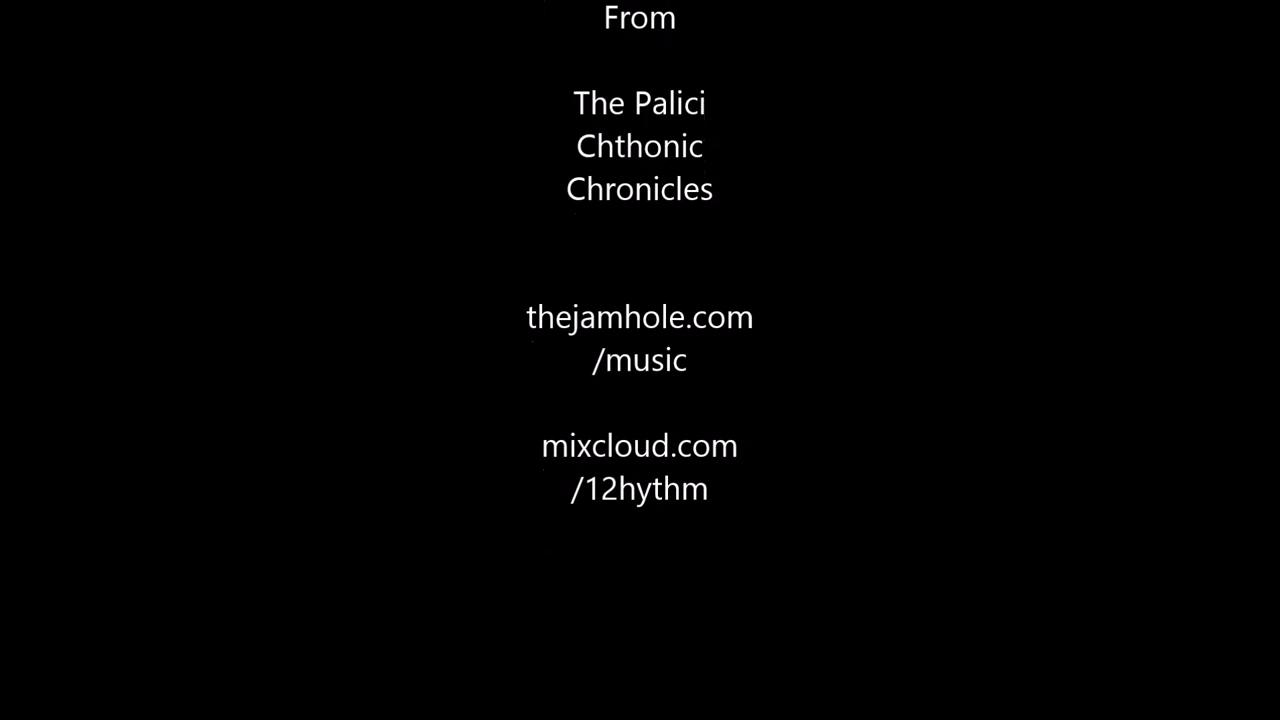 From
The Palici
Chthonic
Chronicles
thejamhole.com
/music
mixcloud.com
/12hythm